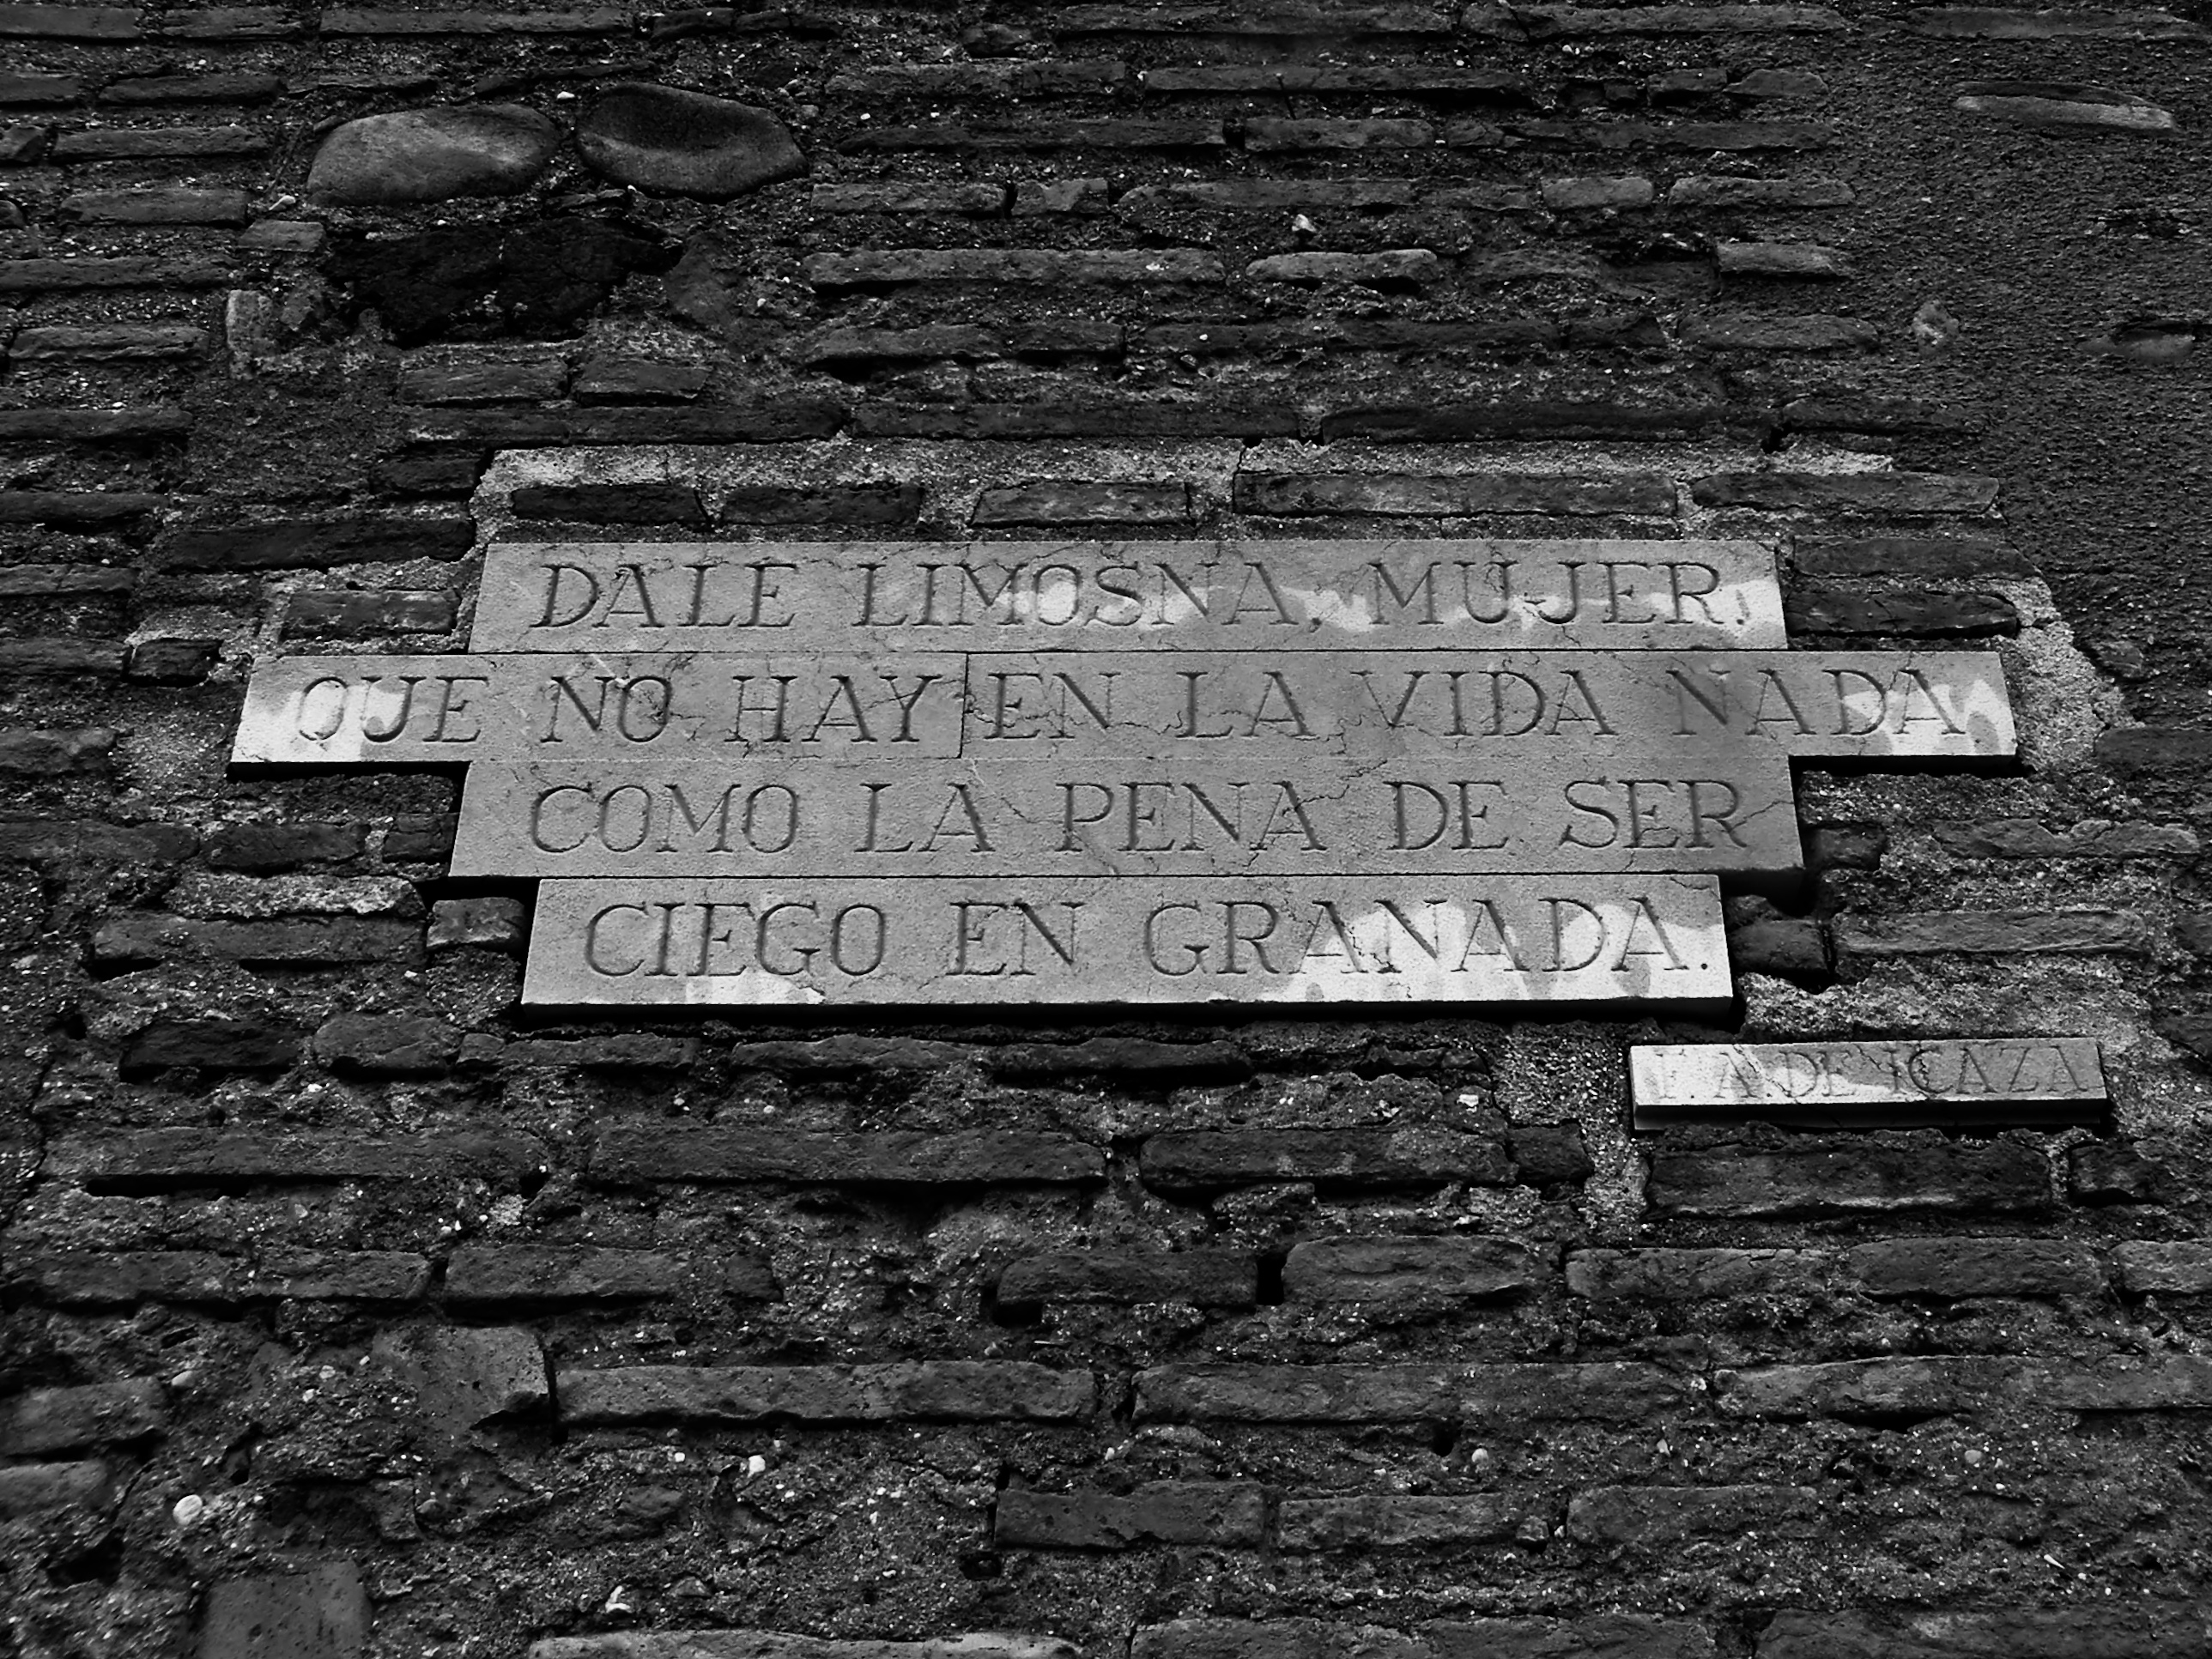 DALE LIMOSNA, MUJER,
QUE NO HAY EN LA VIDA NADA
COMO LA PENA DE SER
CIEGO EN GRANADA.
F. A. DE ICAZA